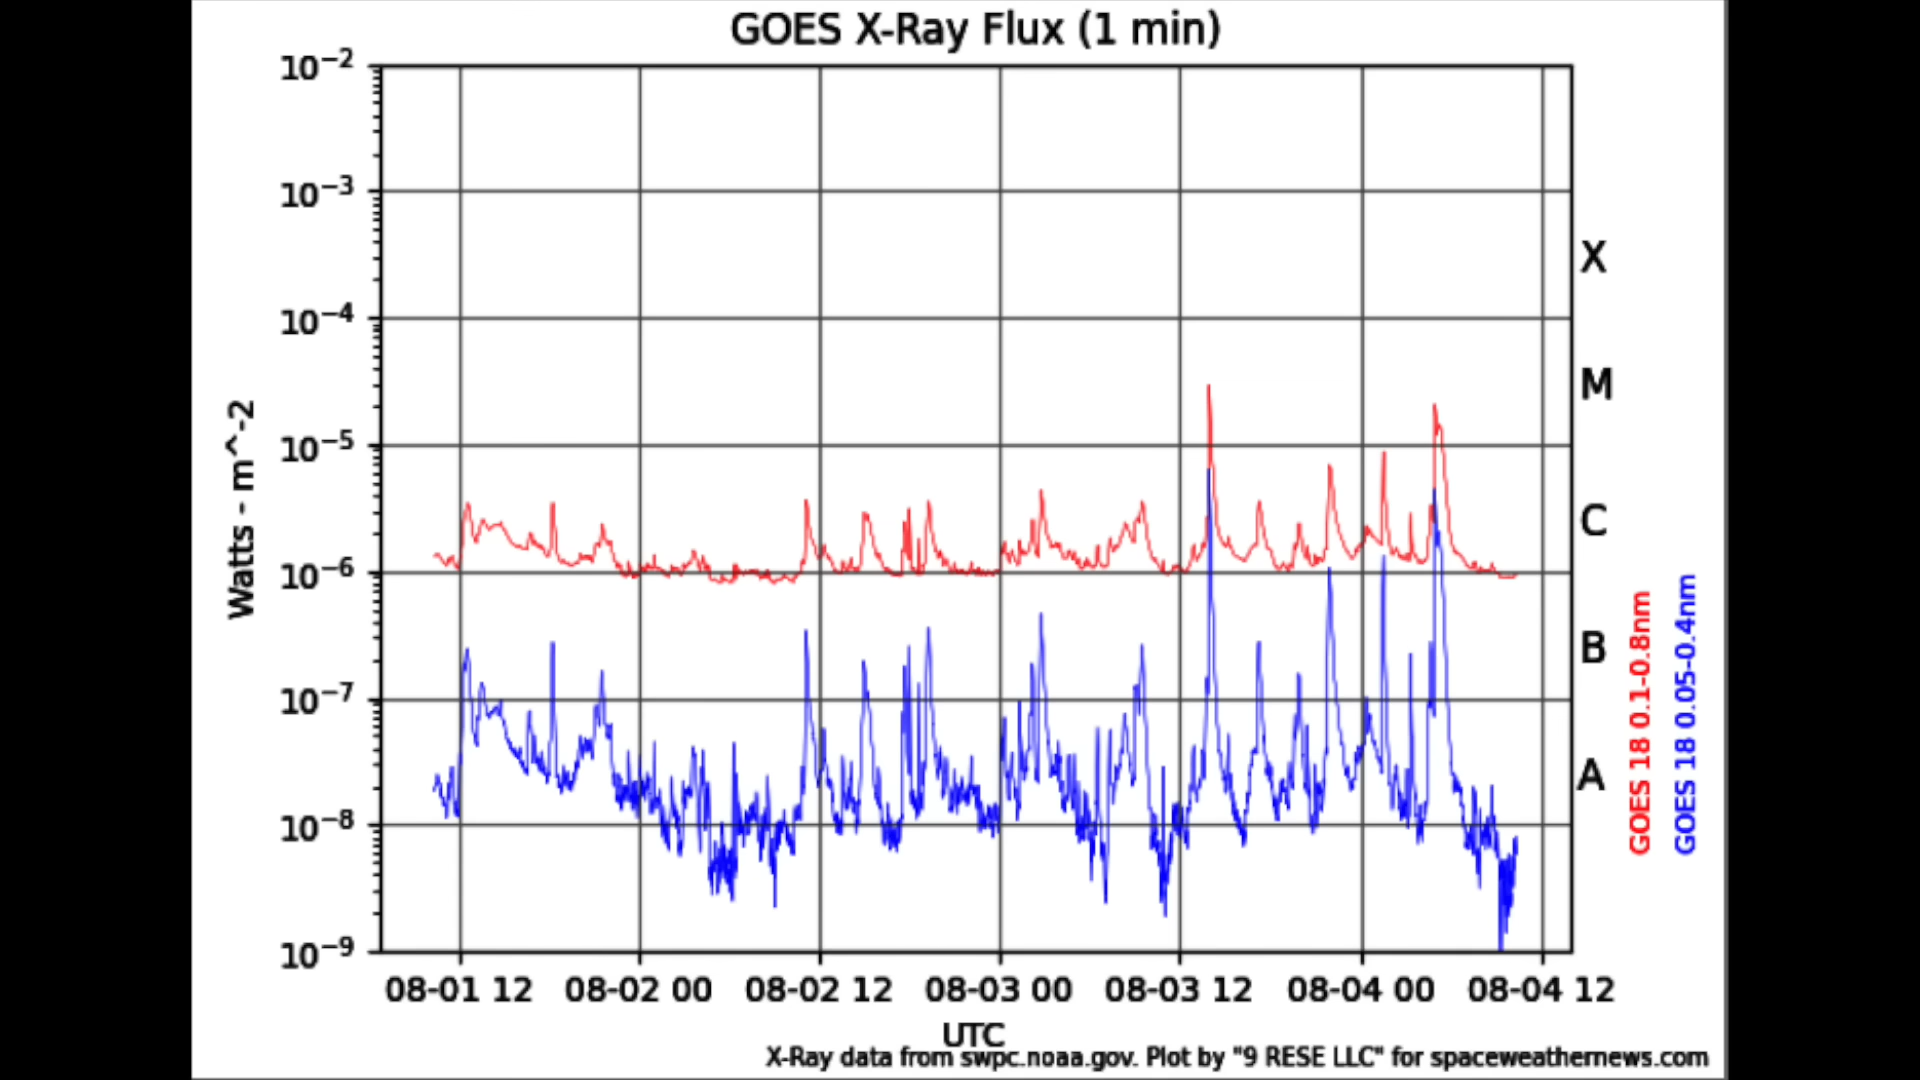 GOES X-Ray Flux (1 min)
10−2
10−3
10−4
10−5
10−6
10−7
10−8
10−9
Watts - m^-2
X
M
C
B
A
GOES 18 0.1-0.8nm
GOES 18 0.05-0.4nm
08-01 12 08-02 00 08-02 12 08-03 00 08-03 12 08-04 00 08-04 12
UTC
X-Ray data from swpc.noaa.gov. Plot by "9 RESE LLC" for spaceweathernews.com